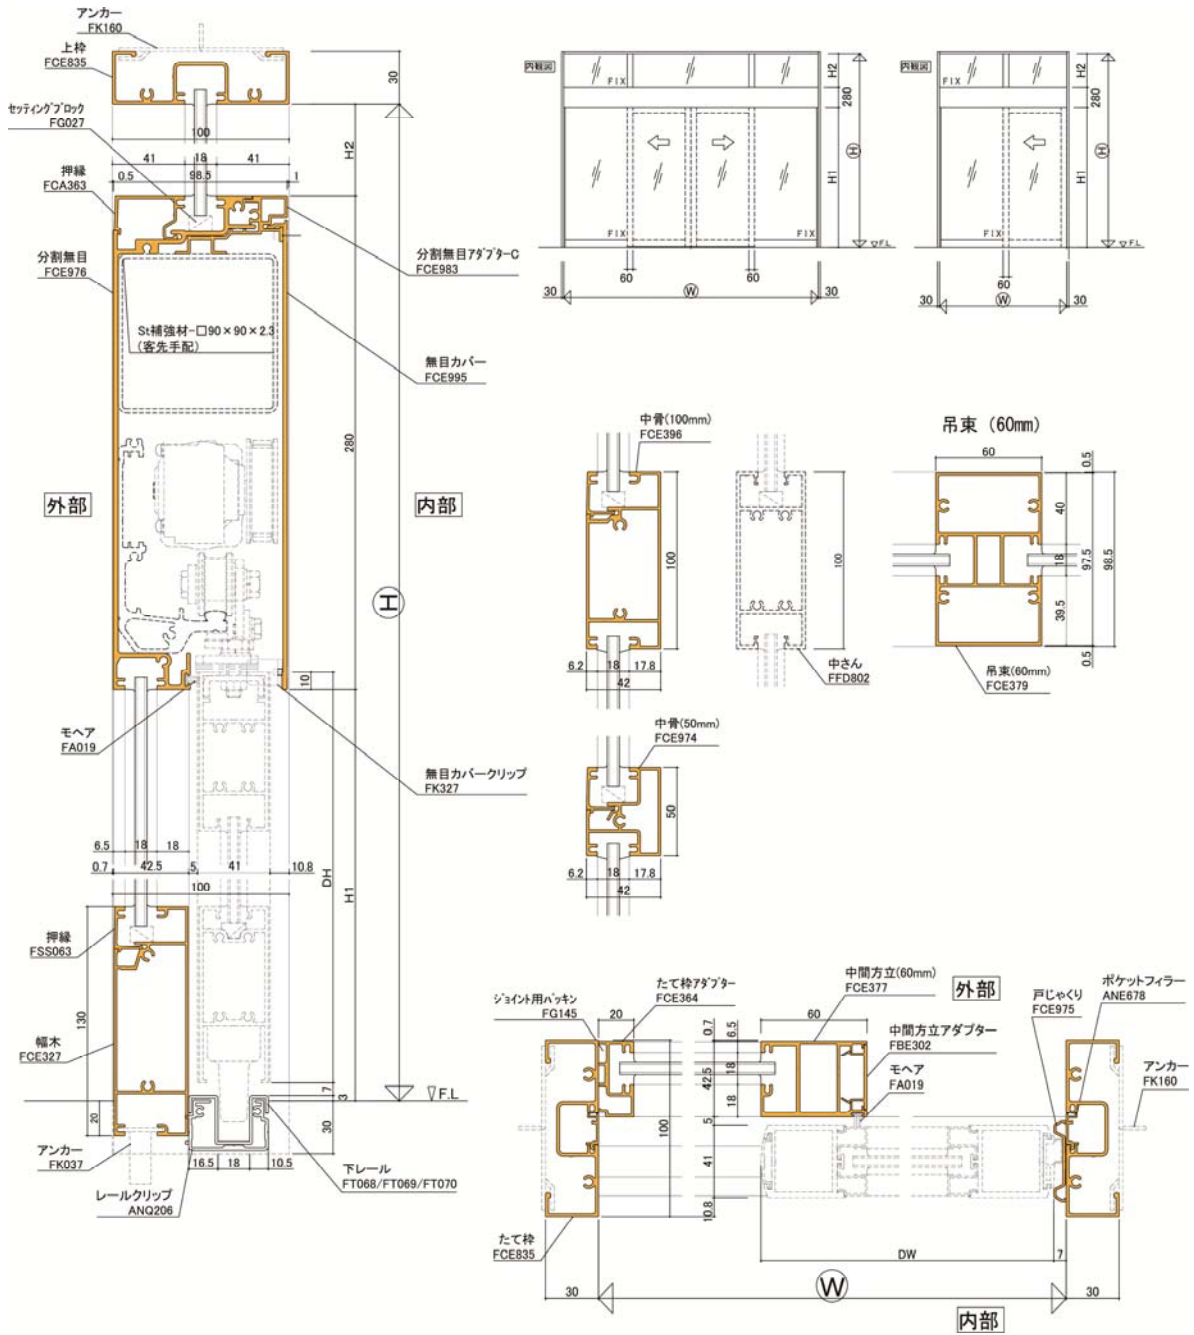 アンカー
FK160
上枠
FCE835
セッティングブロック
FG027
押縁
FCA363
分割無目
FCE976
30
100
41 18 41
0.5 98.5 1
H2
分割無目アダプターC
FCE983
St補強材-□90×90×2.3
(客先手配)
無目カバー
FCE995
280
外部
内部
H
10
モヘア
FA019
無目カバークリップ
FK327
6.5 18 18
0.7 42.5 5 41 10.8
100
DH
H1
押縁
FSS063
130
幅木
FCE327
20
7
3
F.L
30
アンカー
FK037
16.5 18 10.5
レールクリップ
ANQ206
下レール
FT068/FT069/FT070
内観図
FIX
H2
280
H
H1
FIX
FIX
F.L
60
60
30
W
30
内観図
FIX
H2
280
H
H1
FIX
F.L
60
30
W
30
中骨(100mm)
FCE396
100
6.2 18 17.8
42
100
中さん
FFD802
吊束 (60mm)
60
0.5
40
18
39.5
97.5
98.5
0.5
吊束(60mm)
FCE379
中骨(50mm)
FCE974
50
6.2 18 17.8
42
ジョイント用パッキン
FG145
たて枠アダプター
FCE364
20
中間方立(60mm)
FCE377
60
外部
中間方立アダプター
FBE302
モヘア
FA019
戸じゃくり
FCE975
ポケットフィラー
ANE678
アンカー
FK160
0.7
6.5
18
42.5
18
5
100
41
10.8
たて枠
FCE835
DW
7
30
W
30
内部